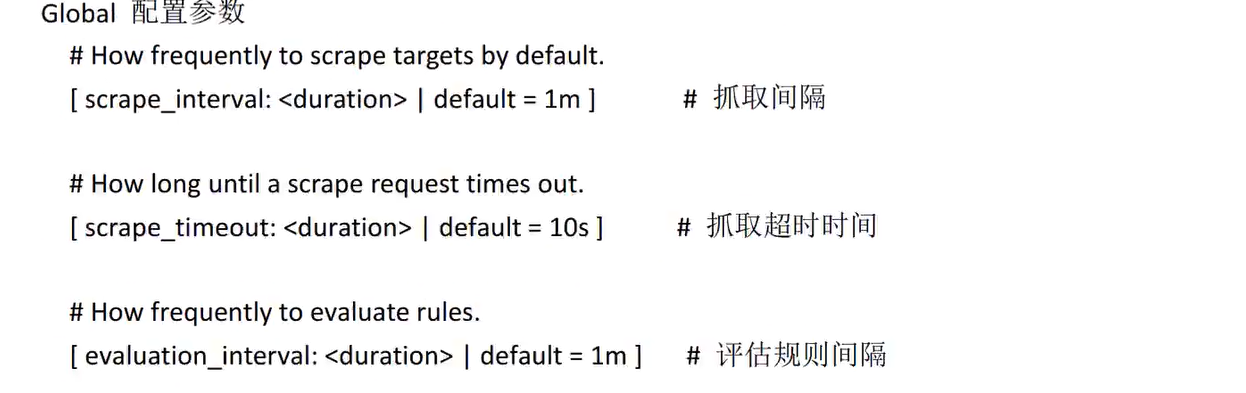 Global 配置参数
# How frequently to scrape targets by default.
[ scrape_interval: <duration> | default = 1m ] # 抓取间隔
# How long until a scrape request times out.
[ scrape_timeout: <duration> | default = 10s ] # 抓取超时时间
# How frequently to evaluate rules.
[ evaluation_interval: <duration> | default = 1m ] # 评估规则间隔